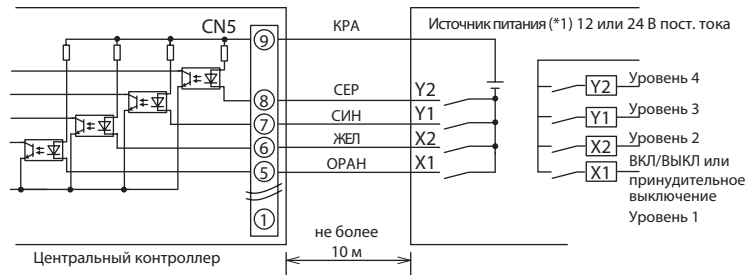 CN5
КРА
Источник питания (*1) 12 или 24 В пост. тока
9
8
СЕР
Y2
7
СИН
Y1
6
ЖЕЛ
X2
5
ОРАН
X1
1
Y2
Уровень 4
Y1
Уровень 3
X2
Уровень 2
X1
ВКЛ/ВЫКЛ или
принудительное
выключение
Уровень 1
Центральный контроллер
не более
10 м